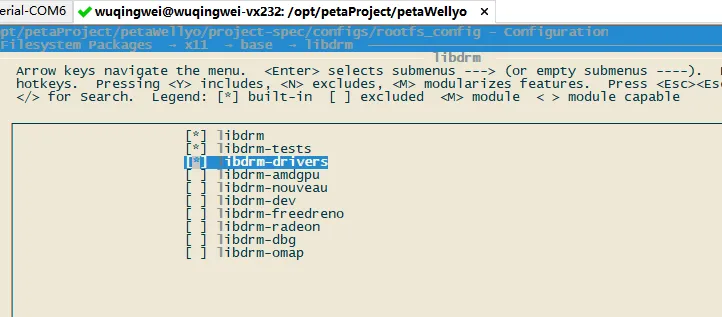 erial-COM6 wuqingwei@wuqingwei-vx232: /opt/petaProject/petaWellyo ×
opt/petaProject/petaWellyo/project-spec/configs/rootfs_config - Configuration
Filesystem Packages → x11 → base → libdrm
libdrm
Arrow keys navigate the menu. <Enter> selects submenus ---> (or empty submenus ----).
hotkeys. Pressing <Y> includes, <N> excludes, <M> modularizes features. Press <Esc><Es
</> for Search. Legend: [*] built-in [ ] excluded <M> module < > module capable
[*] libdrm
[*] libdrm-tests
[*] libdrm-drivers
[ ] libdrm-amdgpu
[ ] libdrm-nouveau
[ ] libdrm-dev
[ ] libdrm-freedreno
[ ] libdrm-radeon
[ ] libdrm-dbg
[ ] libdrm-omap